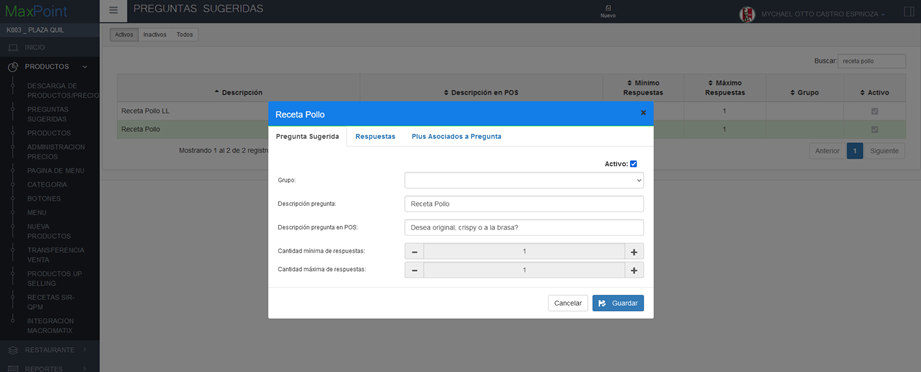 MaxPoint
PREGUNTAS SUGERIDAS
Nuevo
MYCHAEL OTTO CASTRO ESPINOZA
K003 _ PLAZA QUIL
INICIO
PRODUCTOS
DESCARGA DE
PRODUCTOS/PRECIO
PREGUNTAS
SUGERIDAS
PRODUCTOS
ADMINISTRACION
PRECIOS
PAGINA DE MENU
CATEGORIA
BOTONES
MENU
NUEVA
PRODUCTOS
TRANSFERENCIA
VENTA
PRODUCTOS UP
SELLING
RECETAS SIR-
QPM
INTEGRACION
MACROMATIX
RESTAURANTE
REPORTES
Activos Inactivos Todos
Buscar: receta pollo
Descripción Descripción en POS Mínimo Respuestas Máximo Respuestas Grupo Activo
Receta Pollo LL 1
Receta Pollo 1
Mostrando 1 al 2 de 2 registr
Anterior 1 Siguiente
Receta Pollo ×
Pregunta Sugerida Respuestas Plus Asociados a Pregunta
Activo:
Grupo:
Descripción pregunta: Receta Pollo
Descripción pregunta en POS: Desea original, crispy o a la brasa?
Cantidad mínima de respuestas: − 1 +
Cantidad máxima de respuestas: − 1 +
Cancelar Guardar